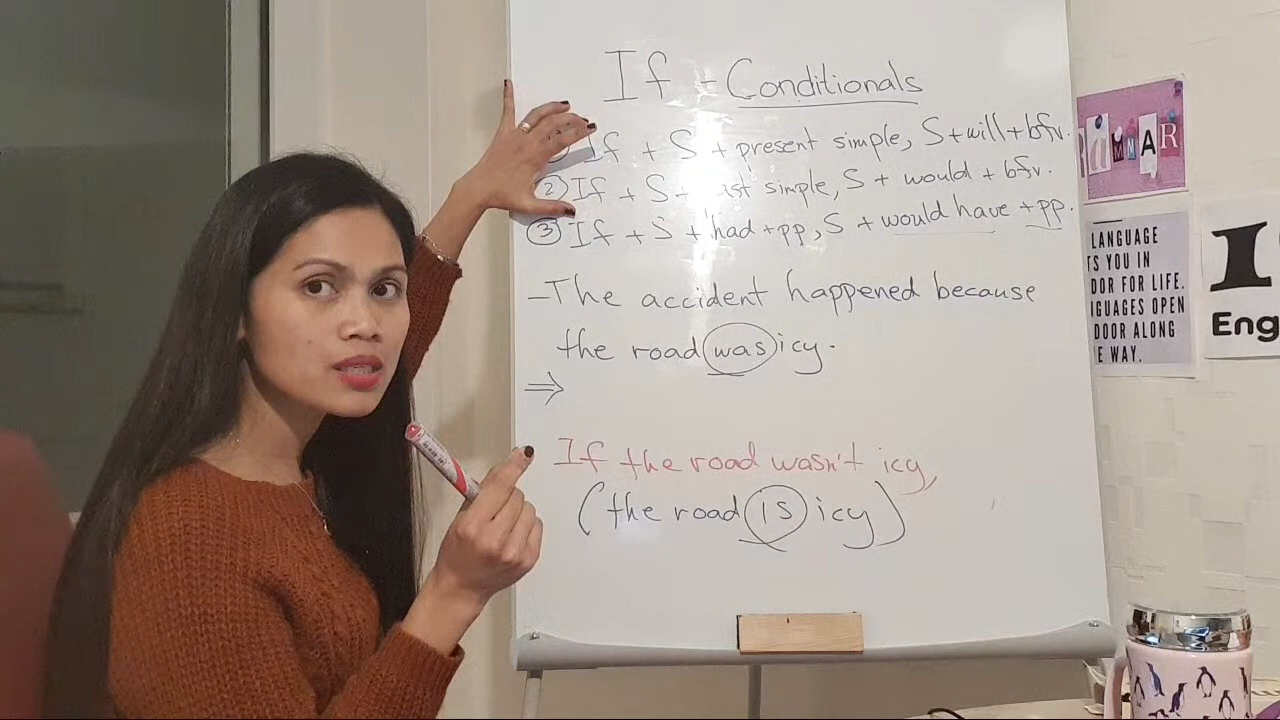 If - Conditionals
If + S + present simple, S + will + bfv.
② If + S + simple, S + would + bfv.
③ If + S + had + pp, S + would have + pp.
- The accident happened because
the road was icy.
⇒
If the road wasn't icy,
(the road is icy)
LANGUAGE
YOU IN
FOR LIFE.
OPEN
DOOR ALONG
WAY.
I
Eng